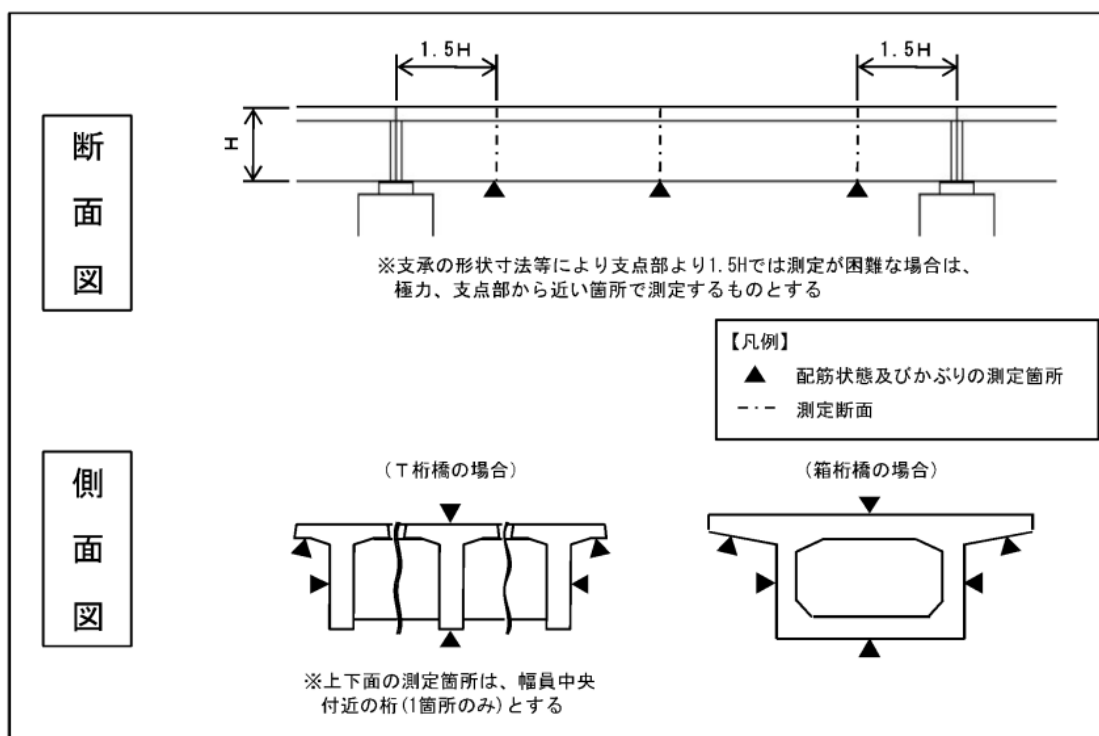 断面図
1.5H
1.5H
H
※支承の形状寸法等により支点部より1.5Hでは測定が困難な場合は、
極力、支点部から近い箇所で測定するものとする
【凡例】
配筋状態及びかぶりの測定箇所
測定断面
側面図
(T桁橋の場合)
(箱桁橋の場合)
※上下面の測定箇所は、幅員中央
付近の桁(1箇所のみ)とする